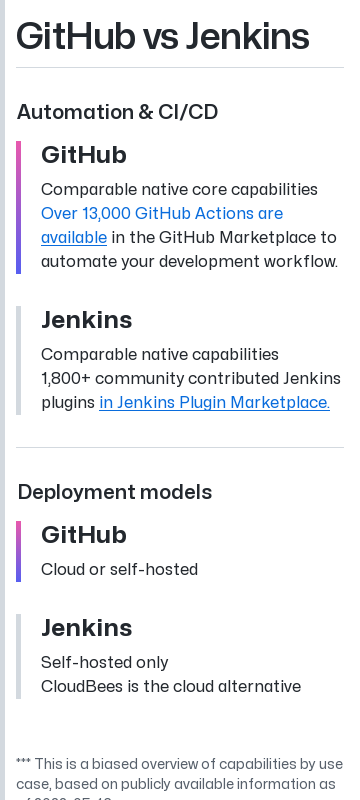 GitHub vs Jenkins
Automation & CI/CD
GitHub
Comparable native core capabilities
Over 13,000 GitHub Actions are
available in the GitHub Marketplace to
automate your development workflow.
Jenkins
Comparable native capabilities
1,800+ community contributed Jenkins
plugins in Jenkins Plugin Marketplace.
Deployment models
GitHub
Cloud or self-hosted
Jenkins
Self-hosted only
CloudBees is the cloud alternative
*** This is a biased overview of capabilities by use
case, based on publicly available information as